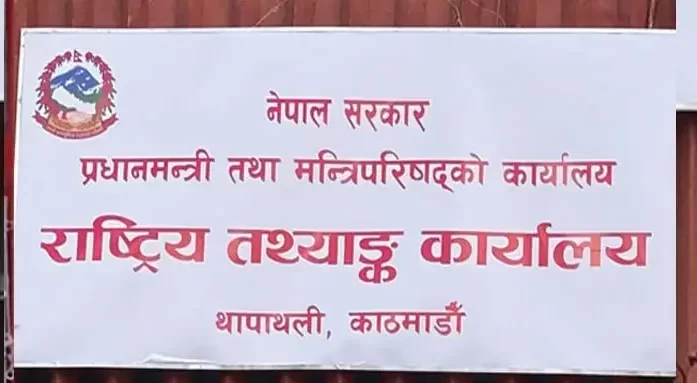 नेपाल सरकार
प्रधानमन्त्री तथा मन्त्रिपरिषद्को कार्यालय
राष्ट्रिय तथ्याङ्क कार्यालय
थापाथली, काठमाडौँ